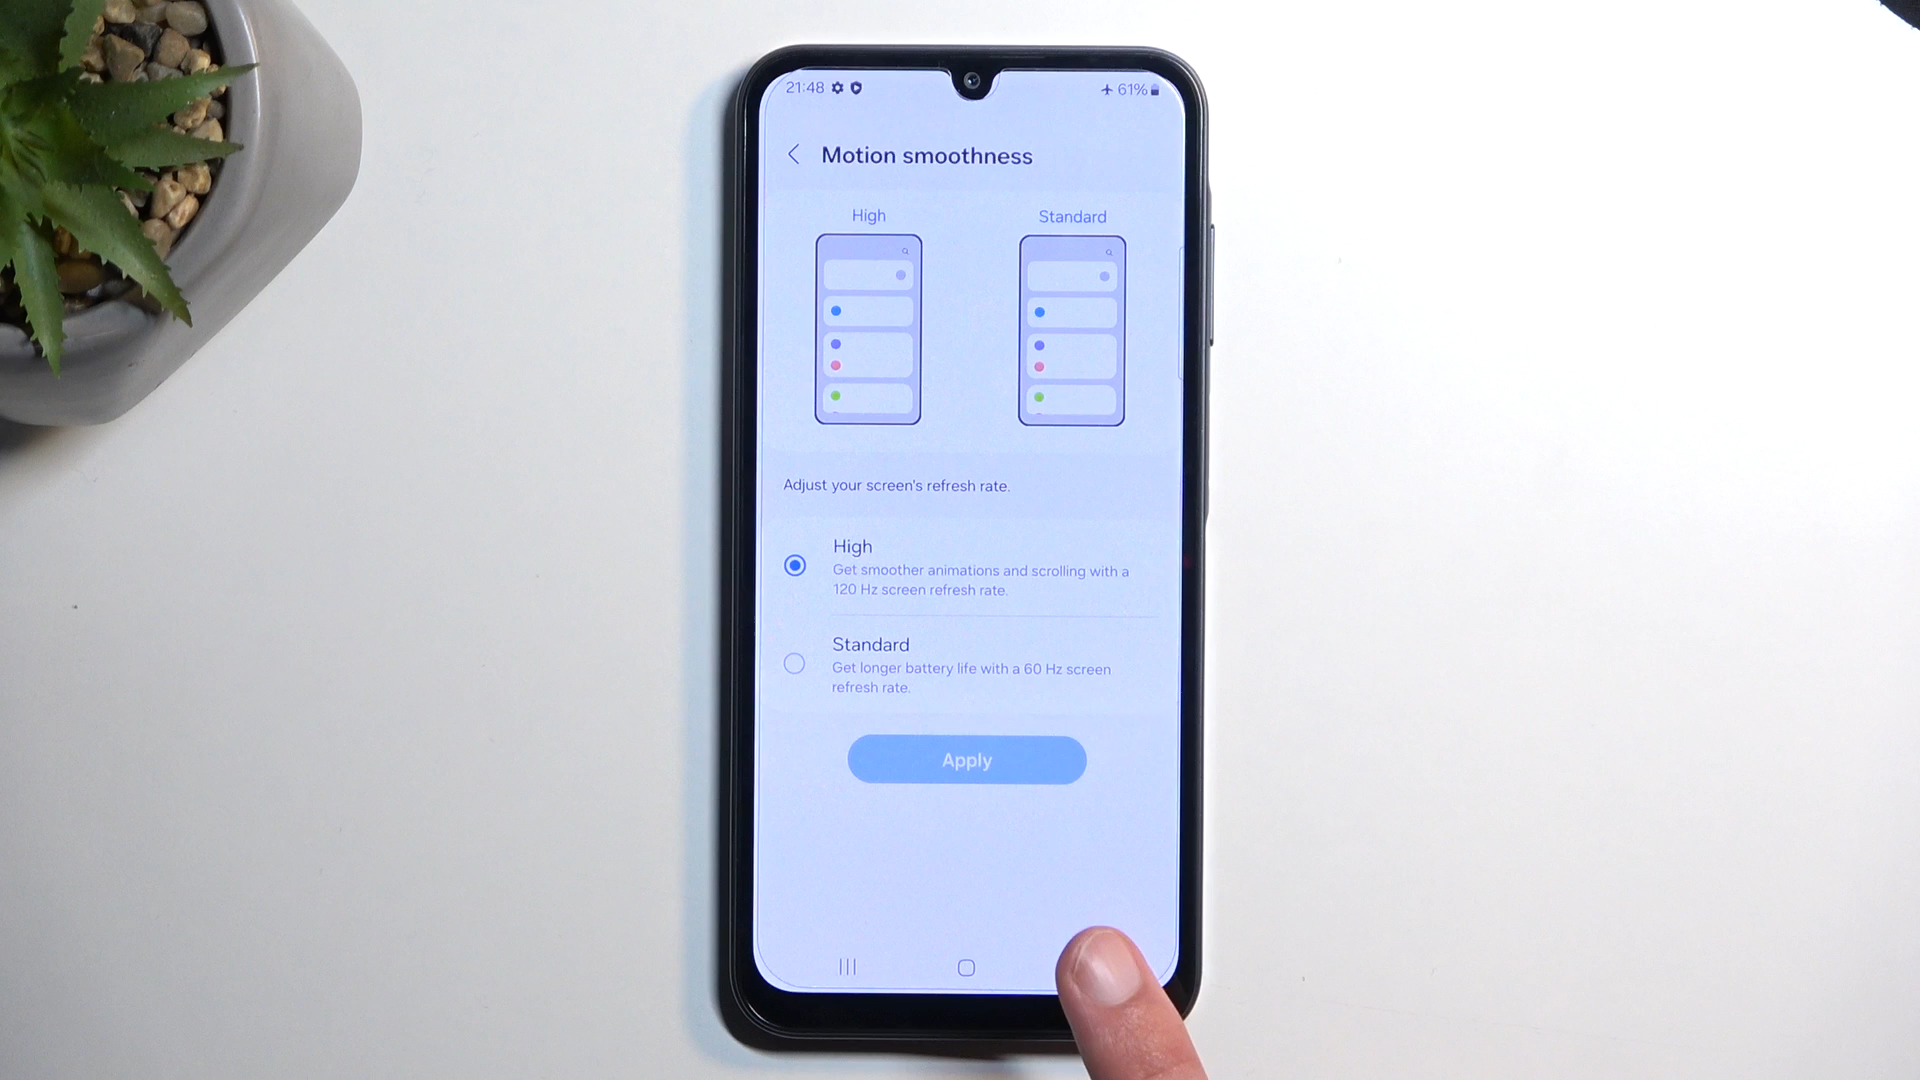 21:48
61%
Motion smoothness
High
Standard
Adjust your screen's refresh rate.
High
Get smoother animations and scrolling with a
120 Hz screen refresh rate.
Standard
Get longer battery life with a 60 Hz screen
refresh rate.
Apply